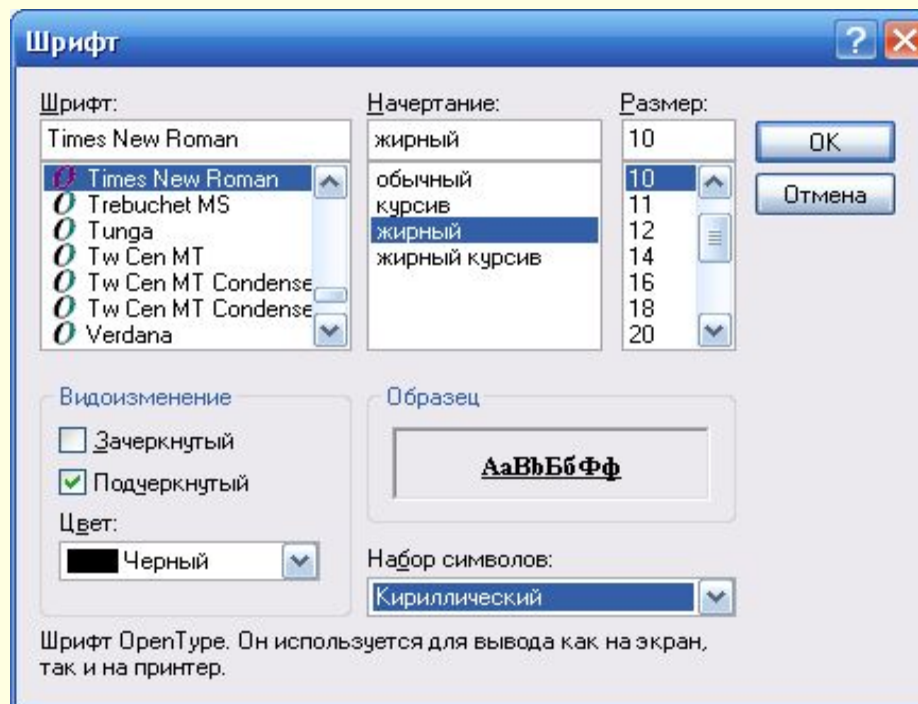 Шрифт
?
Шрифт:
Times New Roman
Times New Roman
Trebuchet MS
Tunga
Tw Cen MT
Tw Cen MT Condense
Tw Cen MT Condense
Verdana
Начертание:
жирный
обычный
курсив
жирный
жирный курсив
Размер:
10
10
11
12
14
16
18
20
OK
Отмена
Видоизменение
Зачеркнутый
Подчеркнутый
Цвет:
Черный
Образец
АаВbБбФф
Набор символов:
Кириллический
Шрифт OpenType. Он используется для вывода как на экран,
так и на принтер.